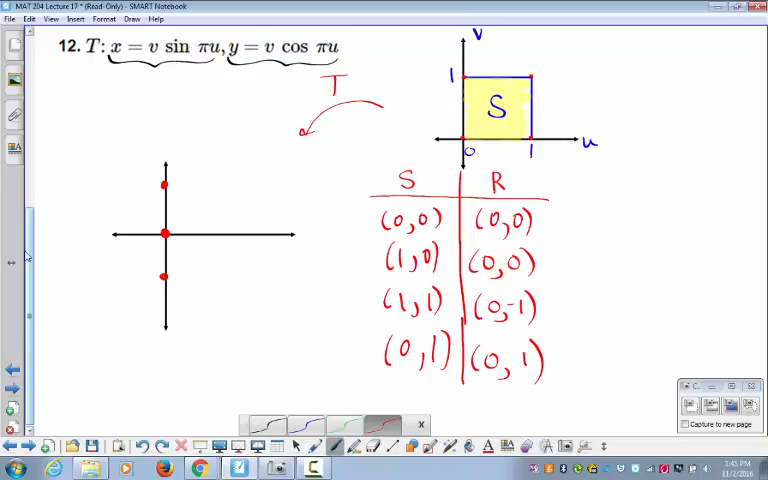 MAT 204 Lecture 17 * (Read-Only) - SMART Notebook
File Edit View Insert Format Draw Help
12. T: x = v sin πu, y = v cos πu
T
v
1
S
0 1 u
S R
(0,0) (0,0)
(1,0) (0,0)
(1,1) (0,-1)
(0,1) (0,1)
Capture to new page
3:45 PM
11/2/2016